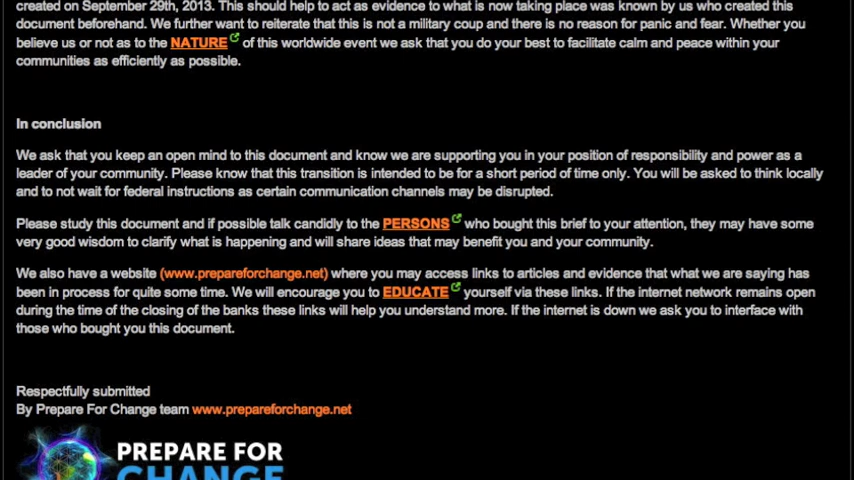 created on September 29th, 2013. This should help to act as evidence to what is now taking place was known by us who created this
document beforehand. We further want to reiterate that this is not a military coup and there is no reason for panic and fear. Whether you
believe us or not as to the NATURE of this worldwide event we ask that you do your best to facilitate calm and peace within your
communities as efficiently as possible.
In conclusion
We ask that you keep an open mind to this document and know we are supporting you in your position of responsibility and power as a
leader of your community. Please know that this transition is intended to be for a short period of time only. You will be asked to think locally
and to not wait for federal instructions as certain communication channels may be disrupted.
Please study this document and if possible talk candidly to the PERSONS who bought this brief to your attention, they may have some
very good wisdom to clarify what is happening and will share ideas that may benefit you and your community.
We also have a website (www.prepareforchange.net) where you may access links to articles and evidence that what we are saying has
been in process for quite some time. We will encourage you to EDUCATE yourself via these links. If the internet network remains open
during the time of the closing of the banks these links will help you understand more. If the internet is down we ask you to interface with
those who bought you this document.
Respectfully submitted
By Prepare For Change team www.prepareforchange.net
PREPARE FOR
CHANGE